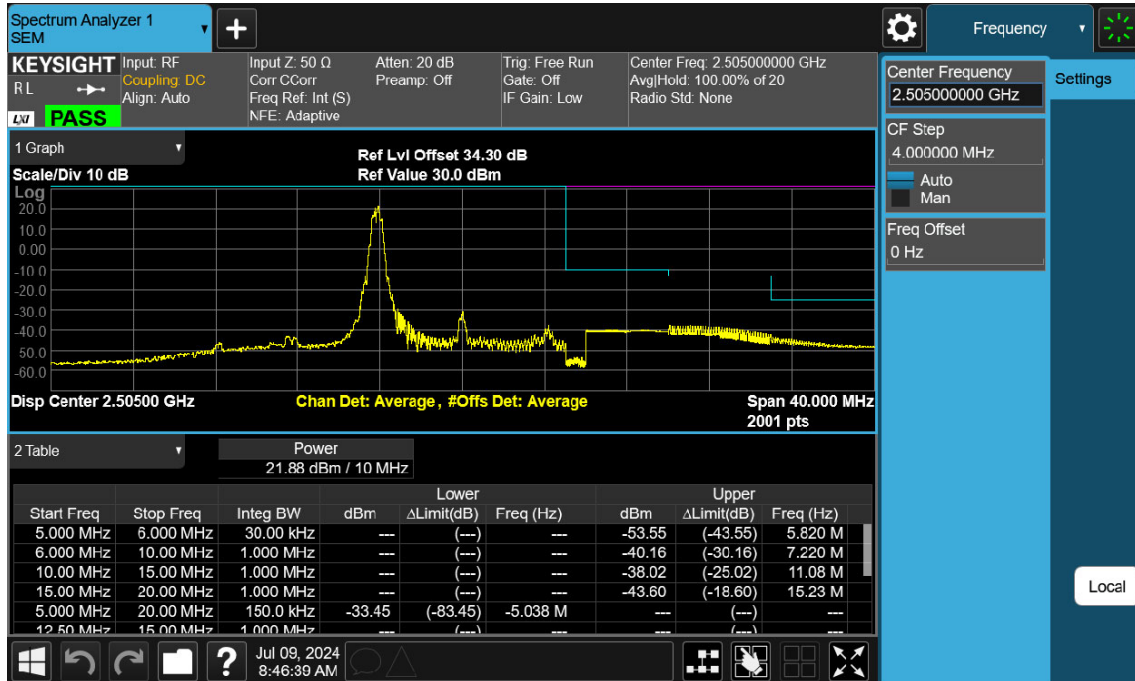 Spectrum Analyzer 1
SEM
+
Frequency
KEYSIGHT
R L
LXI
PASS
Input: RF
Coupling: DC
Align: Auto
Input Z: 50 Ω
Corr CCorr
Freq Ref: Int (S)
NFE: Adaptive
Atten: 20 dB
Preamp: Off
Trig: Free Run
Gate: Off
IF Gain: Low
Center Freq: 2.505000000 GHz
Avg|Hold: 100.00% of 20
Radio Std: None
Center Frequency
2.505000000 GHz
Settings
CF Step
4.000000 MHz
Auto
Man
Freq Offset
0 Hz
Local
1 Graph
Scale/Div 10 dB
Ref Lvl Offset 34.30 dB
Ref Value 30.0 dBm
Log
20.0
10.0
0.00
-10.0
-20.0
-30.0
-40.0
50.0
-60.0
Disp Center 2.50500 GHz
Chan Det: Average , #Offs Det: Average
Span 40.000 MHz
2001 pts
2 Table
Power
21.88 dBm / 10 MHz
Lower Upper
Start Freq Stop Freq Integ BW dBm ΔLimit(dB) Freq (Hz) dBm ΔLimit(dB) Freq (Hz)
5.000 MHz 6.000 MHz 30.00 kHz --- (---) --- -53.55 (-43.55) 5.820 M
6.000 MHz 10.00 MHz 1.000 MHz --- (---) --- -40.16 (-30.16) 7.220 M
10.00 MHz 15.00 MHz 1.000 MHz --- (---) --- -38.02 (-25.02) 11.08 M
15.00 MHz 20.00 MHz 1.000 MHz --- (---) --- -43.60 (-18.60) 15.23 M
5.000 MHz 20.00 MHz 150.0 kHz -33.45 (-83.45) -5.038 M --- (---) ---
12.50 MHz 15.00 MHz 1.000 MHz --- (---) --- --- (---) ---
?
Jul 09, 2024
8:46:39 AM